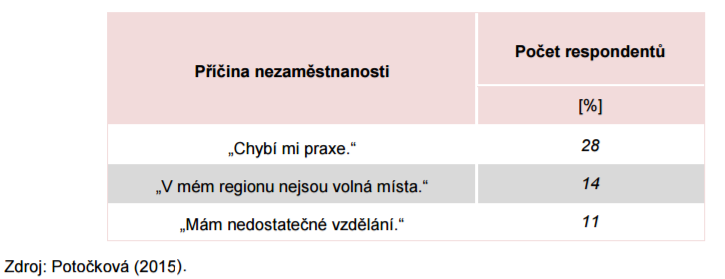 Příčina nezaměstnanosti
Počet respondentů
[%]
„Chybí mi praxe.“
28
„V mém regionu nejsou volná místa.“
14
„Mám nedostatečné vzdělání.“
11
Zdroj: Potočková (2015).